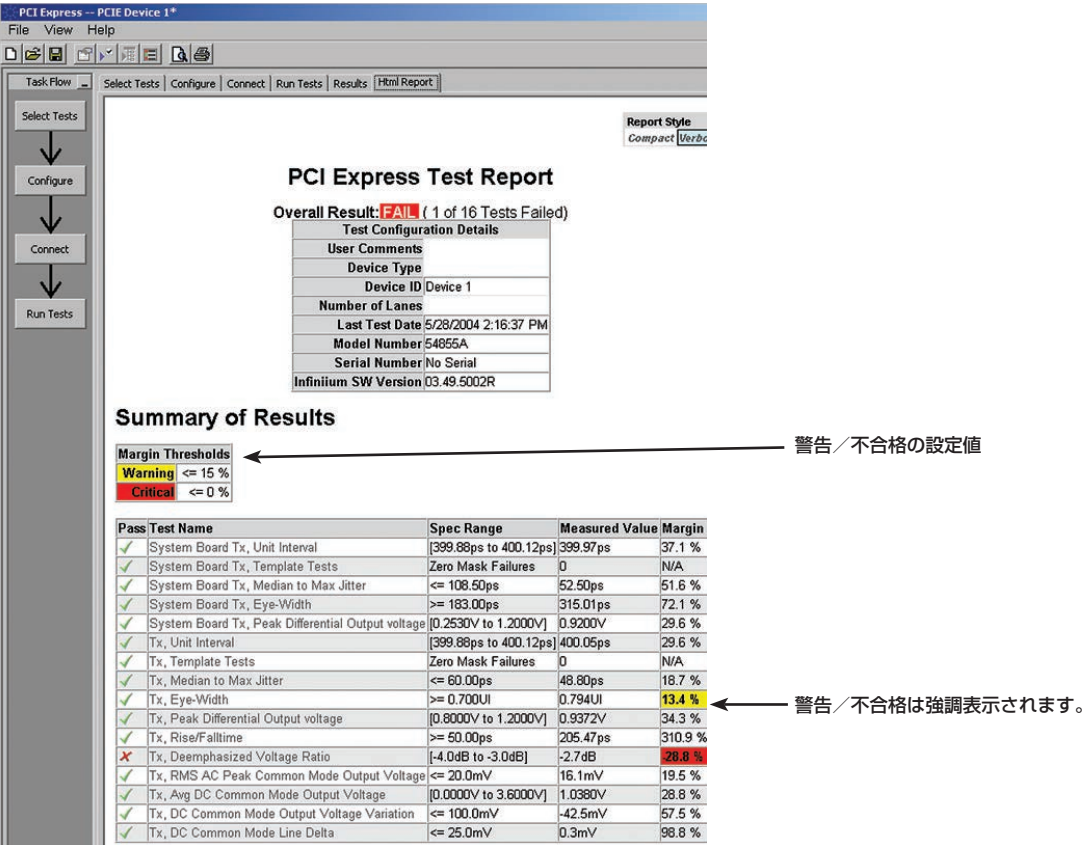 PCI Express -- PCIE Device 1*
File View Help
Task Flow
Select Tests Configure Connect Run Tests Results Html Report
Select Tests
Configure
Connect
Run Tests
Report Style
Compact
PCI Express Test Report
Overall Result: FAIL ( 1 of 16 Tests Failed)
Test Configuration Details
User Comments
Device Type
Device ID Device 1
Number of Lanes
Last Test Date 5/28/2004 2:16:37 PM
Model Number 54855A
Serial Number No Serial
Infiniium SW Version 03.49.5002R
Summary of Results
Margin Thresholds
Warning <= 15 %
Critical <= 0 %
警告／不合格の設定値
Pass Test Name Spec Range Measured Value Margin
System Board Tx, Unit Interval [399.88ps to 400.12ps] 399.97ps 37.1 %
System Board Tx, Template Tests Zero Mask Failures 0 N/A
System Board Tx, Median to Max Jitter <= 108.50ps 52.50ps 51.6 %
System Board Tx, Eye-Width >= 183.00ps 315.01ps 72.1 %
System Board Tx, Peak Differential Output voltage [0.2530V to 1.2000V] 0.9200V 29.6 %
Tx, Unit Interval [399.88ps to 400.12ps] 400.05ps 29.6 %
Tx, Template Tests Zero Mask Failures 0 N/A
Tx, Median to Max Jitter <= 60.00ps 48.80ps 18.7 %
Tx, Eye-Width >= 0.700UI 0.794UI 13.4 %
警告／不合格は強調表示されます。
Tx, Peak Differential Output voltage [0.8000V to 1.2000V] 0.9372V 34.3 %
Tx, Rise/Falltime >= 50.00ps 205.47ps 310.9 %
Tx, Deemphasized Voltage Ratio [-4.0dB to -3.0dB] -2.7dB -28.8 %
Tx, RMS AC Peak Common Mode Output Voltage <= 20.0mV 16.1mV 19.5 %
Tx, Avg DC Common Mode Output Voltage [0.0000V to 3.6000V] 1.0380V 28.8 %
Tx, DC Common Mode Output Voltage Variation <= 100.0mV -42.5mV 57.5 %
Tx, DC Common Mode Line Delta <= 25.0mV 0.3mV 98.8 %